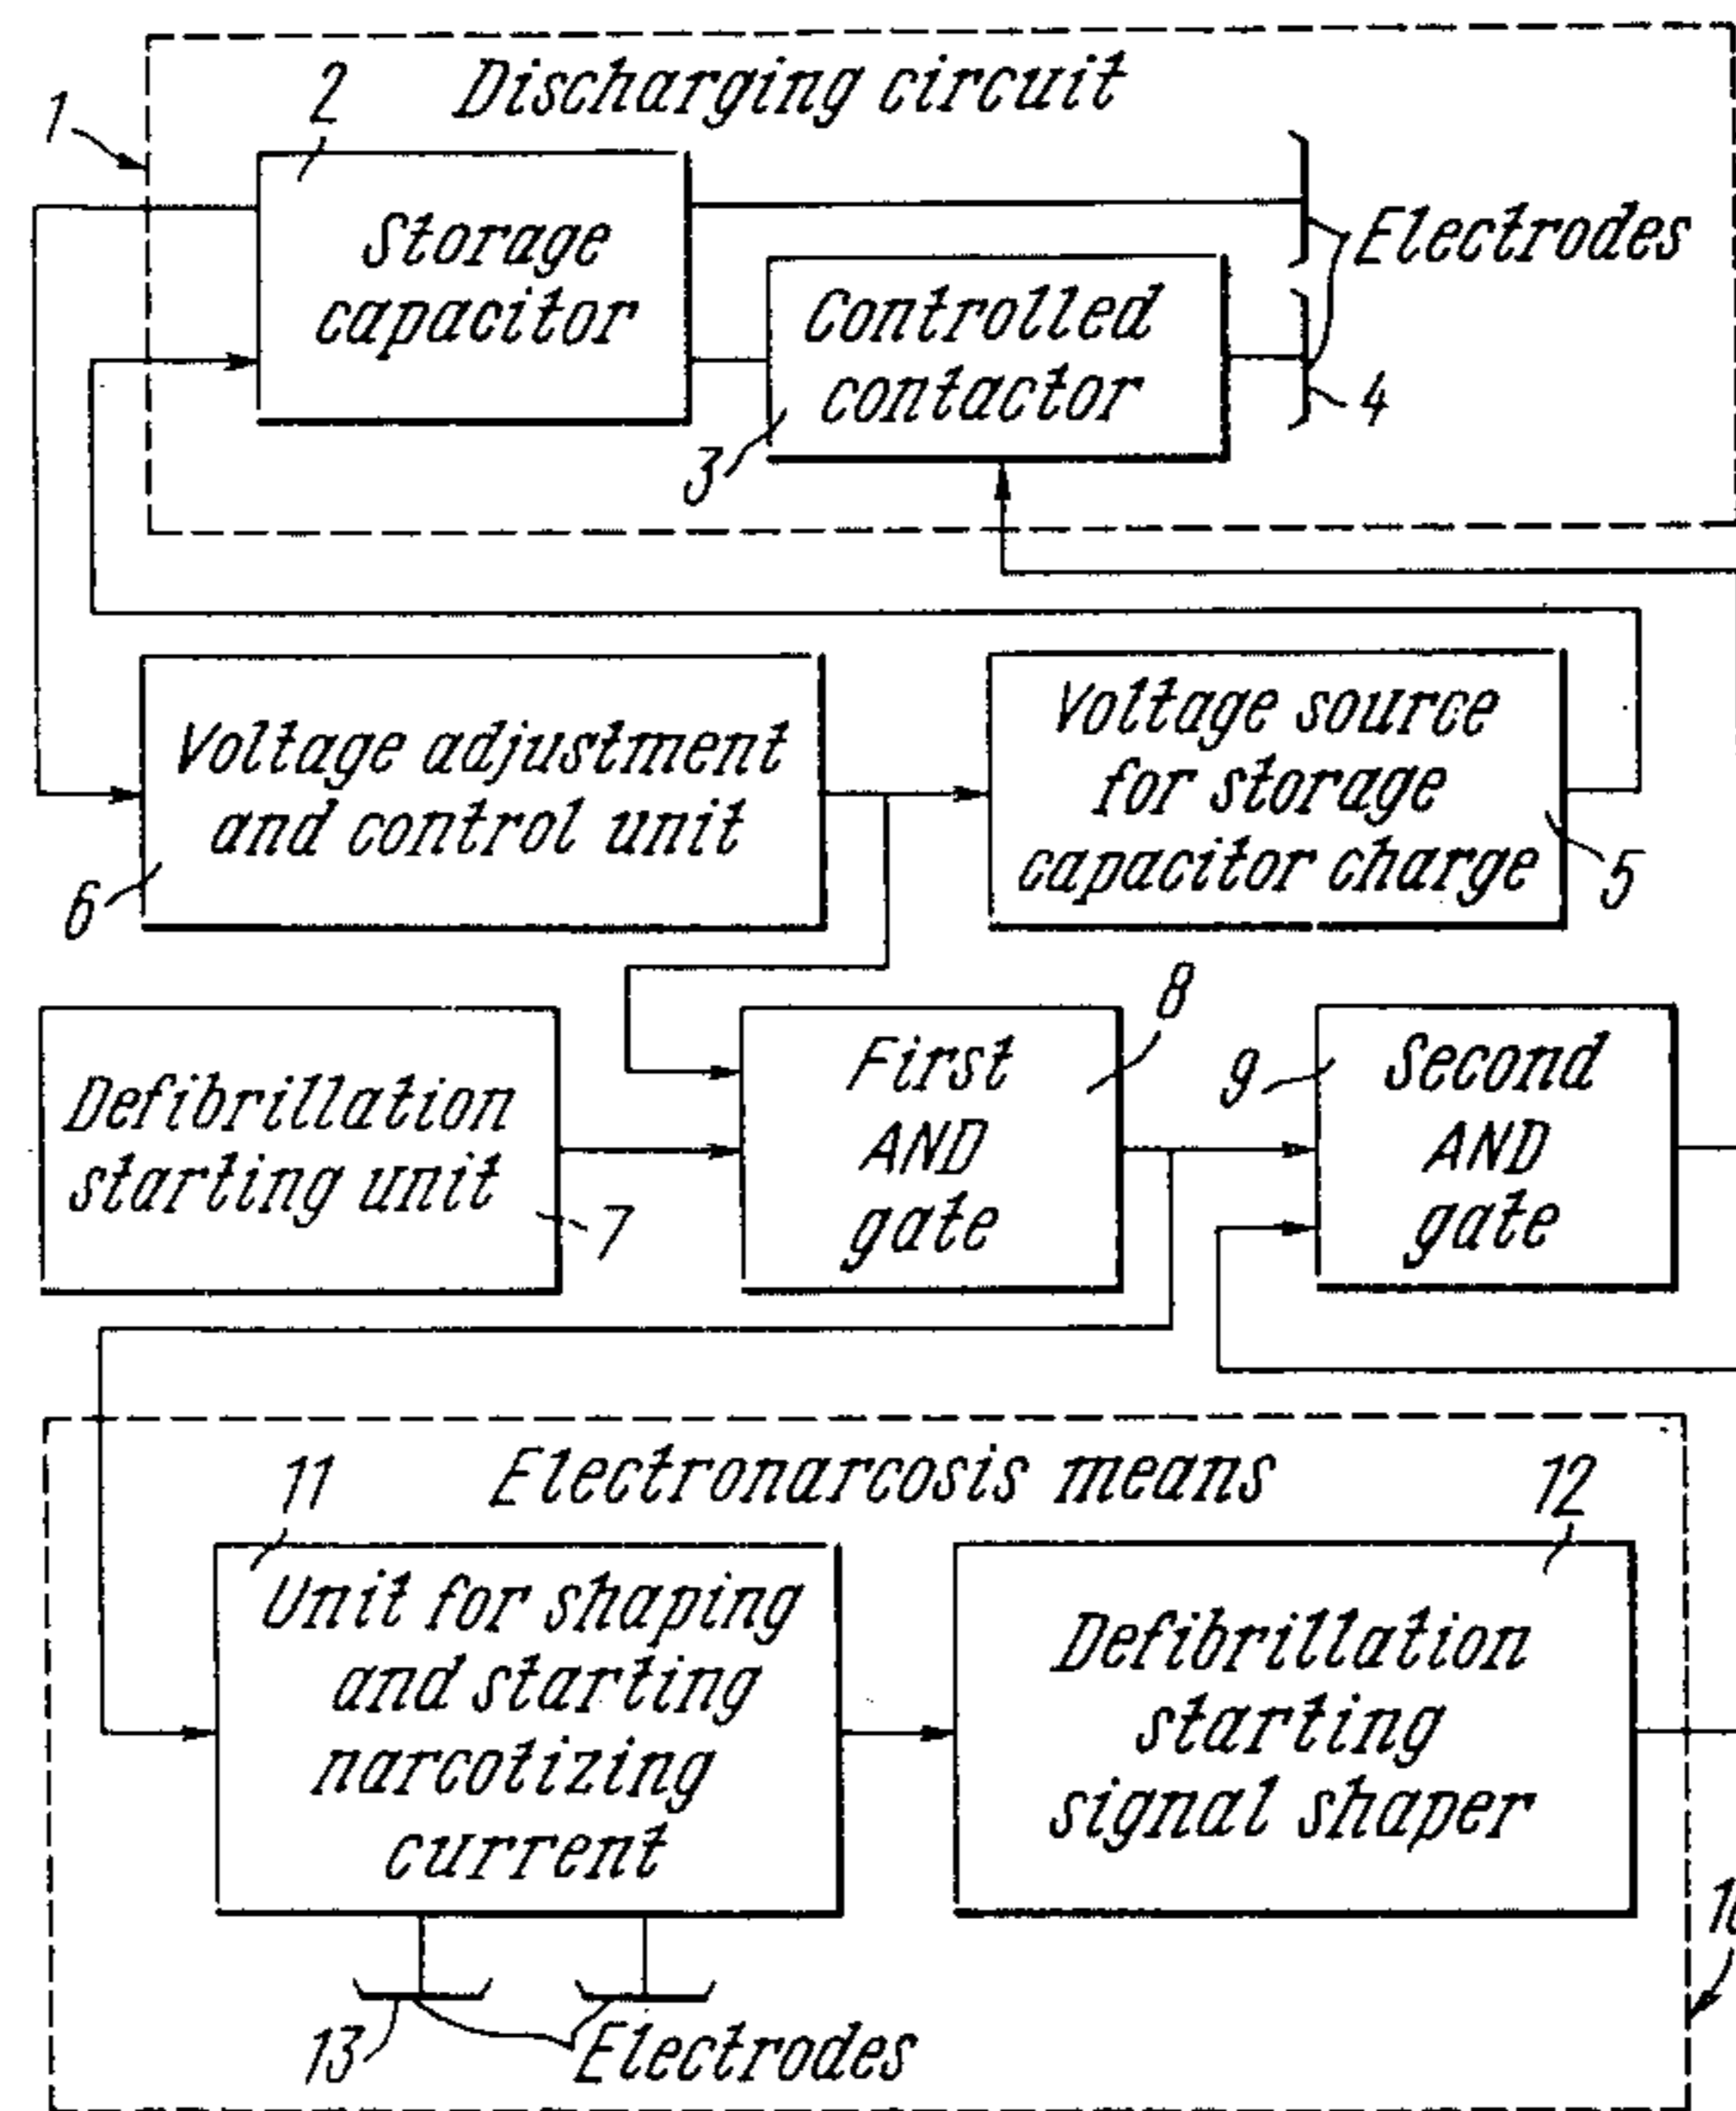 Discharging circuit
1
2
Storage
capacitor
Electrodes
Controlled
contactor
3
4
Voltage adjustment
and control unit
6
Voltage source
for storage
capacitor charge
5
Defibrillation
starting unit
7
First
AND
gate
8
9
Second
AND
gate
Electronarcosis means
11
Unit for shaping
and starting
narcotizing
current
12
Defibrillation
starting
signal shaper
13
Electrodes